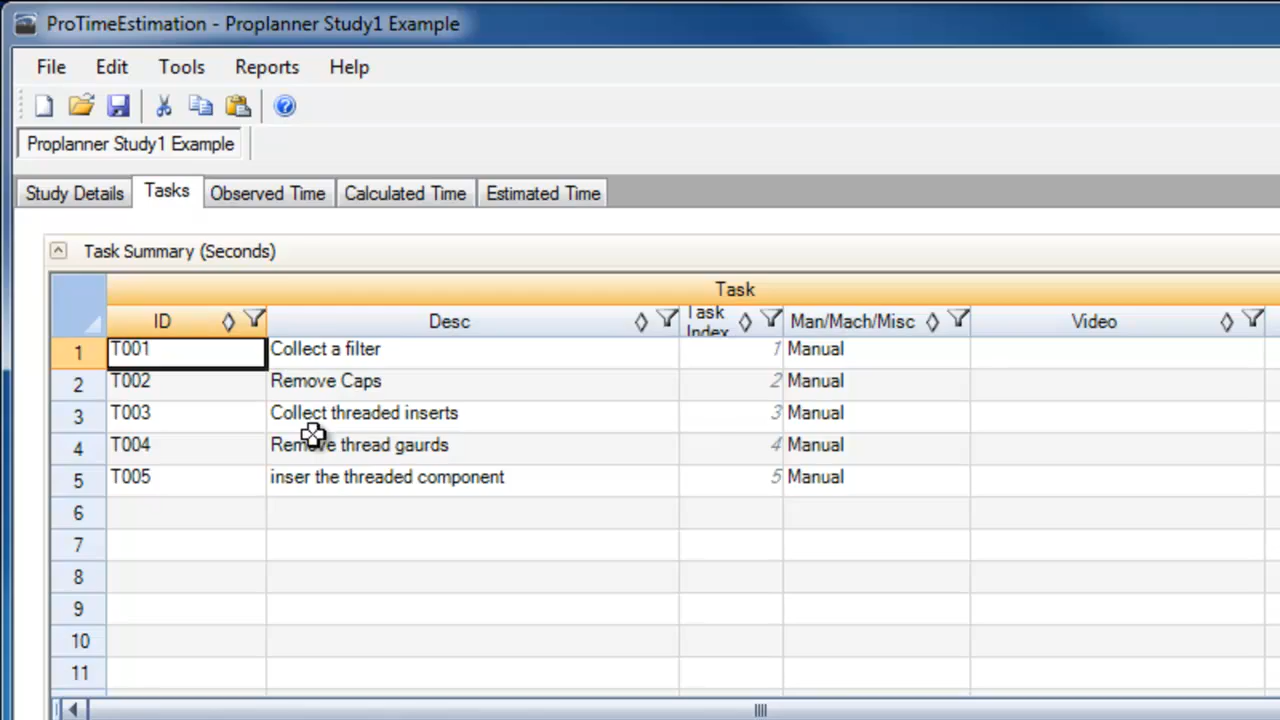 ProTimeEstimation - Proplanner Study1 Example
File Edit Tools Reports Help
Proplanner Study1 Example
Study Details Tasks Observed Time Calculated Time Estimated Time
Task Summary (Seconds)
Task
ID Desc Task Index Man/Mach/Misc Video
1 T001 Collect a filter 1 Manual
2 T002 Remove Caps 2 Manual
3 T003 Collect threaded inserts 3 Manual
4 T004 Remove thread gaurds 4 Manual
5 T005 inser the threaded component 5 Manual
6
7
8
9
10
11